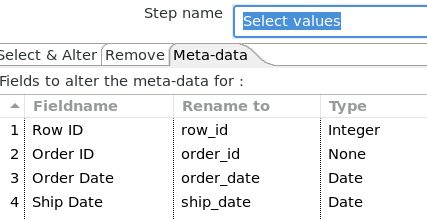 Step name Select values
Select & Alter Remove Meta-data
Fields to alter the meta-data for :
Fieldname Rename to Type
1 Row ID row_id Integer
2 Order ID order_id None
3 Order Date order_date Date
4 Ship Date ship_date Date